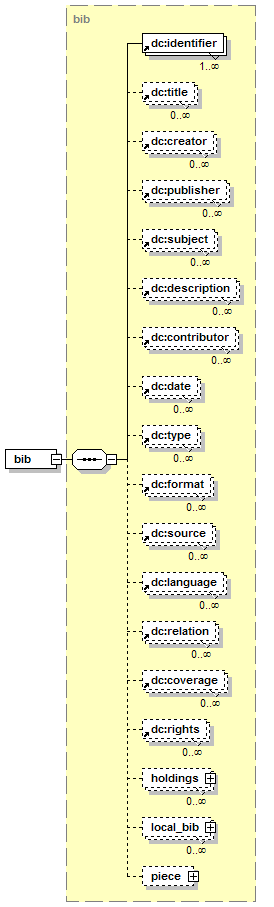 bib
dc:identifier
1..∞
dc:title
0..∞
dc:creator
0..∞
dc:publisher
0..∞
dc:subject
0..∞
dc:description
0..∞
dc:contributor
0..∞
dc:date
0..∞
dc:type
0..∞
bib
dc:format
0..∞
dc:source
0..∞
dc:language
0..∞
dc:relation
0..∞
dc:coverage
0..∞
dc:rights
0..∞
holdings
0..∞
local_bib
0..∞
piece